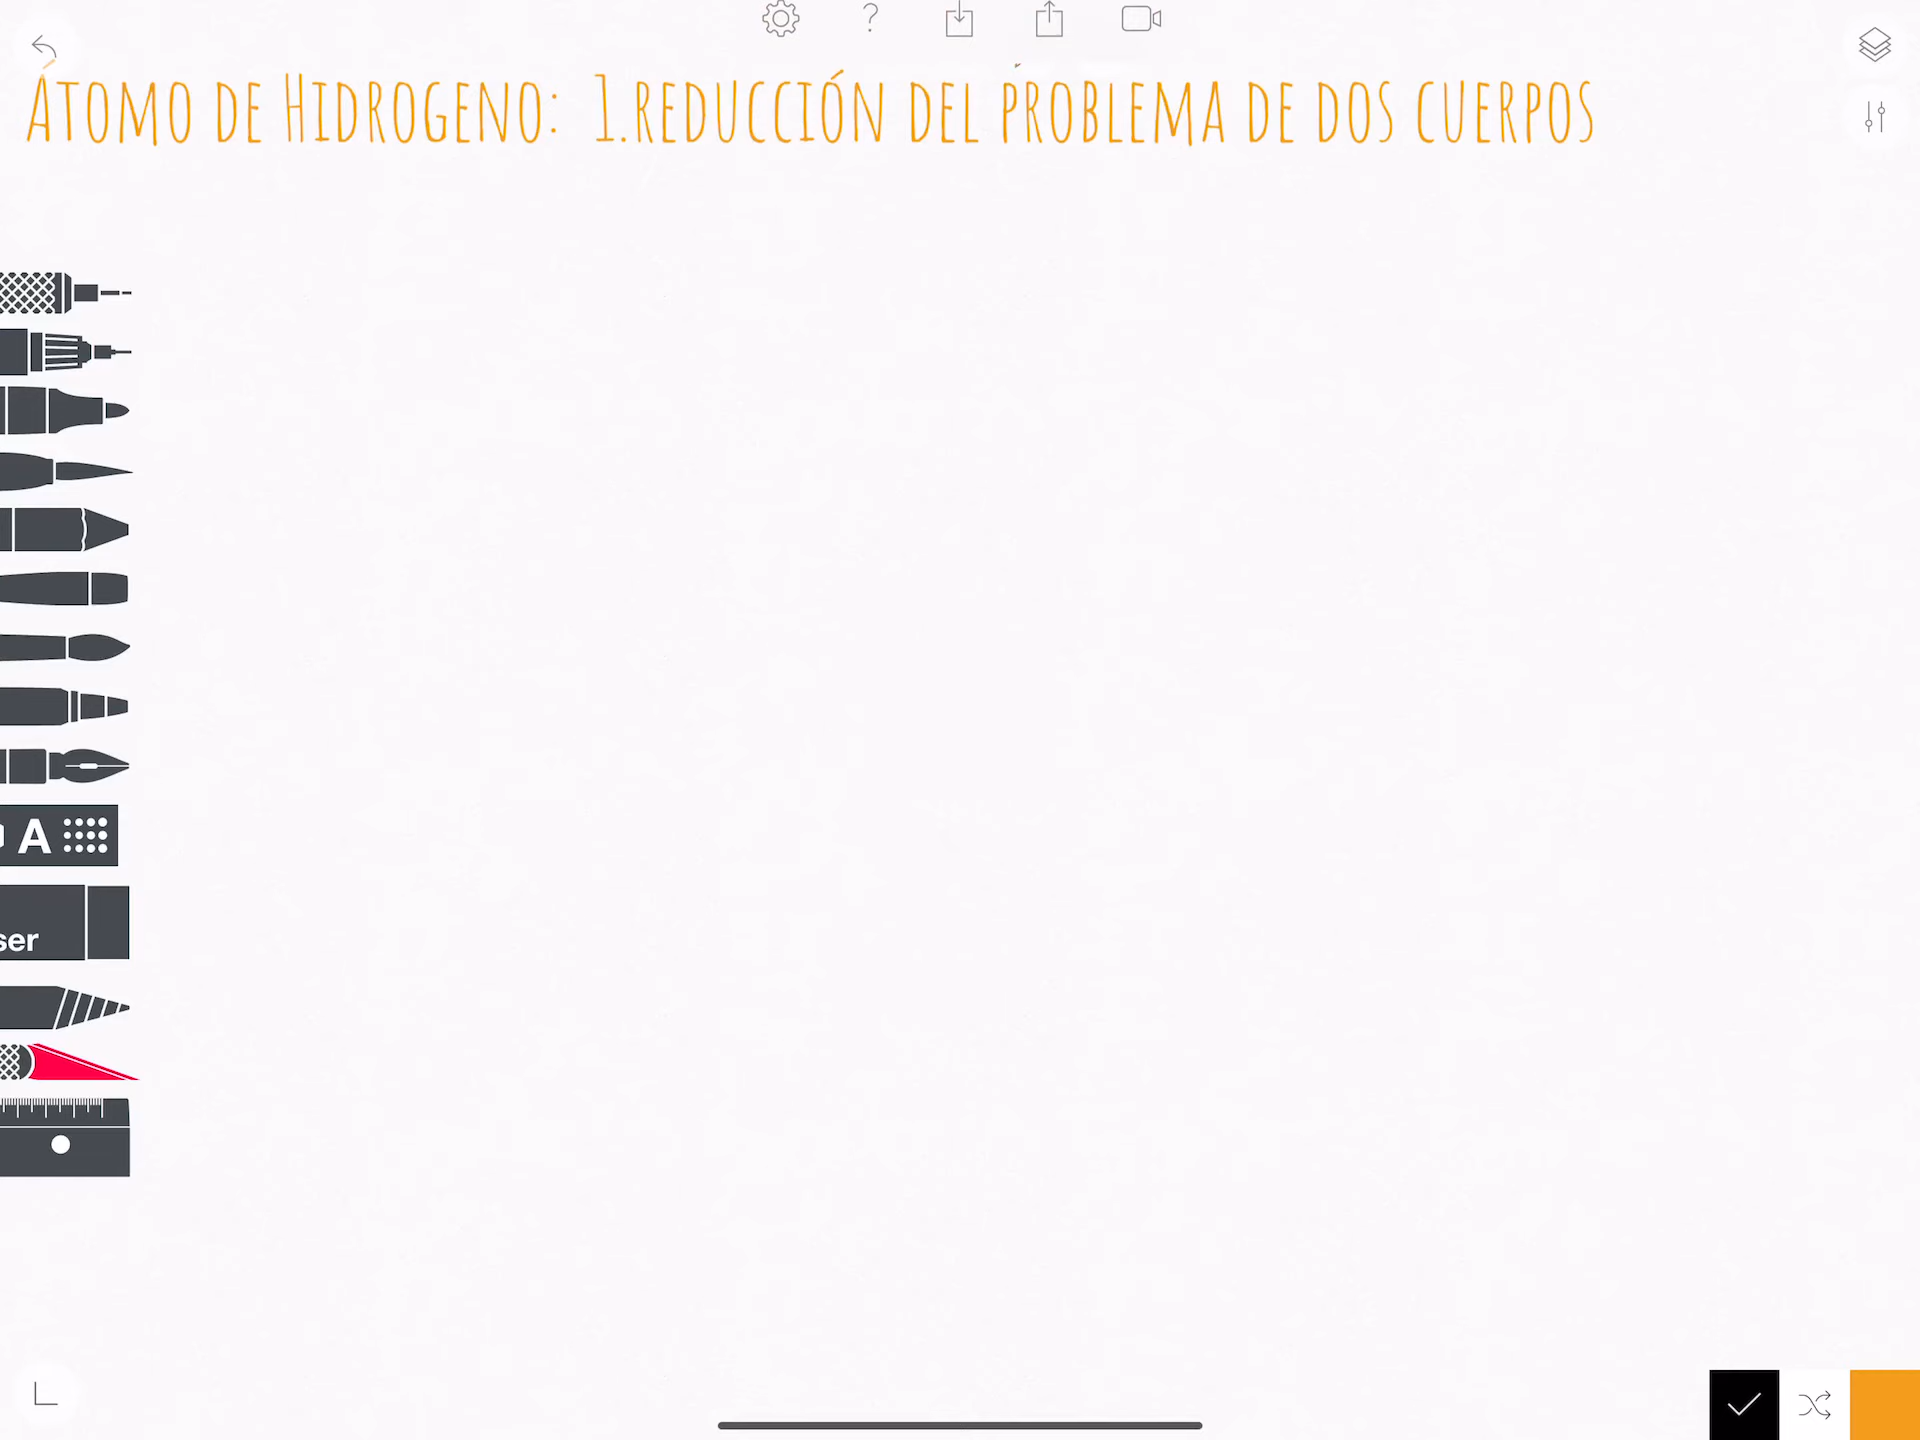 Átomo de Hidrogeno: 1.reducción del problema de dos cuerpos
A
ser